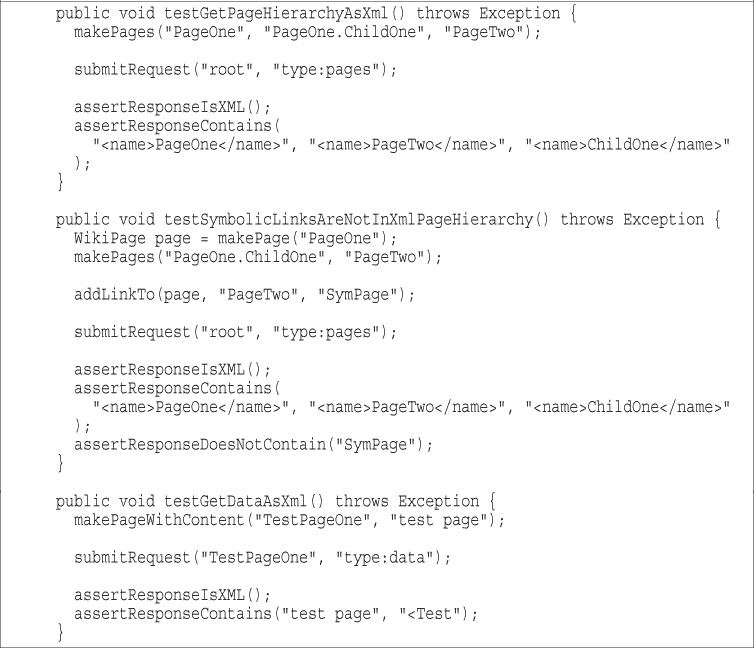 public void testGetPageHierarchyAsXml() throws Exception {
  makePages("PageOne", "PageOne.ChildOne", "PageTwo");

  submitRequest("root", "type:pages");

  assertResponseIsXML();
  assertResponseContains(
    "<name>PageOne</name>", "<name>PageTwo</name>", "<name>ChildOne</name>"
  );
}

public void testSymbolicLinksAreNotInXmlPageHierarchy() throws Exception {
  WikiPage page = makePage("PageOne");
  makePages("PageOne.ChildOne", "PageTwo");

  addLinkTo(page, "PageTwo", "SymPage");

  submitRequest("root", "type:pages");

  assertResponseIsXML();
  assertResponseContains(
    "<name>PageOne</name>", "<name>PageTwo</name>", "<name>ChildOne</name>"
  );
  assertResponseDoesNotContain("SymPage");
}

public void testGetDataAsXml() throws Exception {
  makePageWithContent("TestPageOne", "test page");

  submitRequest("TestPageOne", "type:data");

  assertResponseIsXML();
  assertResponseContains("test page", "<Test");
}